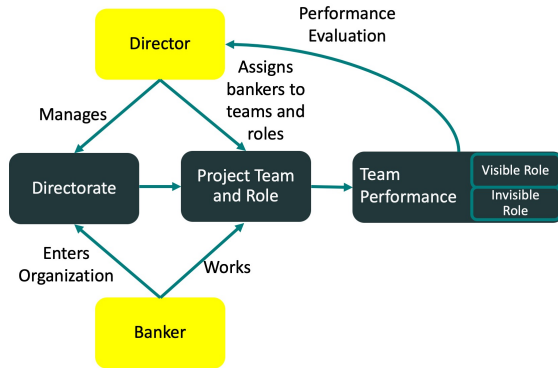 Performance
Evaluation
Director
Assigns
bankers to
teams and
roles
Manages
Directorate
Project Team
and Role
Team
Performance
Visible Role
Invisible
Role
Enters
Organization
Works
Banker